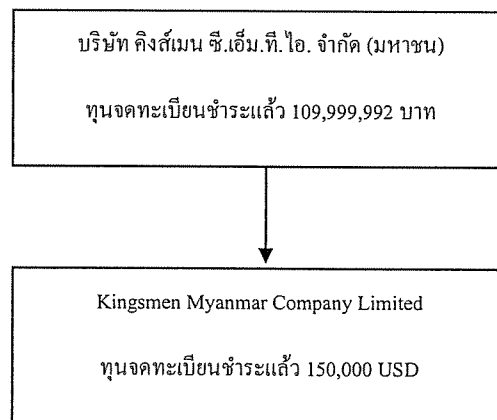 บริษัท คิงส์เมน ซี.เอ็ม.ที.ไอ. จำกัด (มหาชน)
ทุนจดทะเบียนชำระแล้ว 109,999,992 บาท
Kingsmen Myanmar Company Limited
ทุนจดทะเบียนชำระแล้ว 150,000 USD